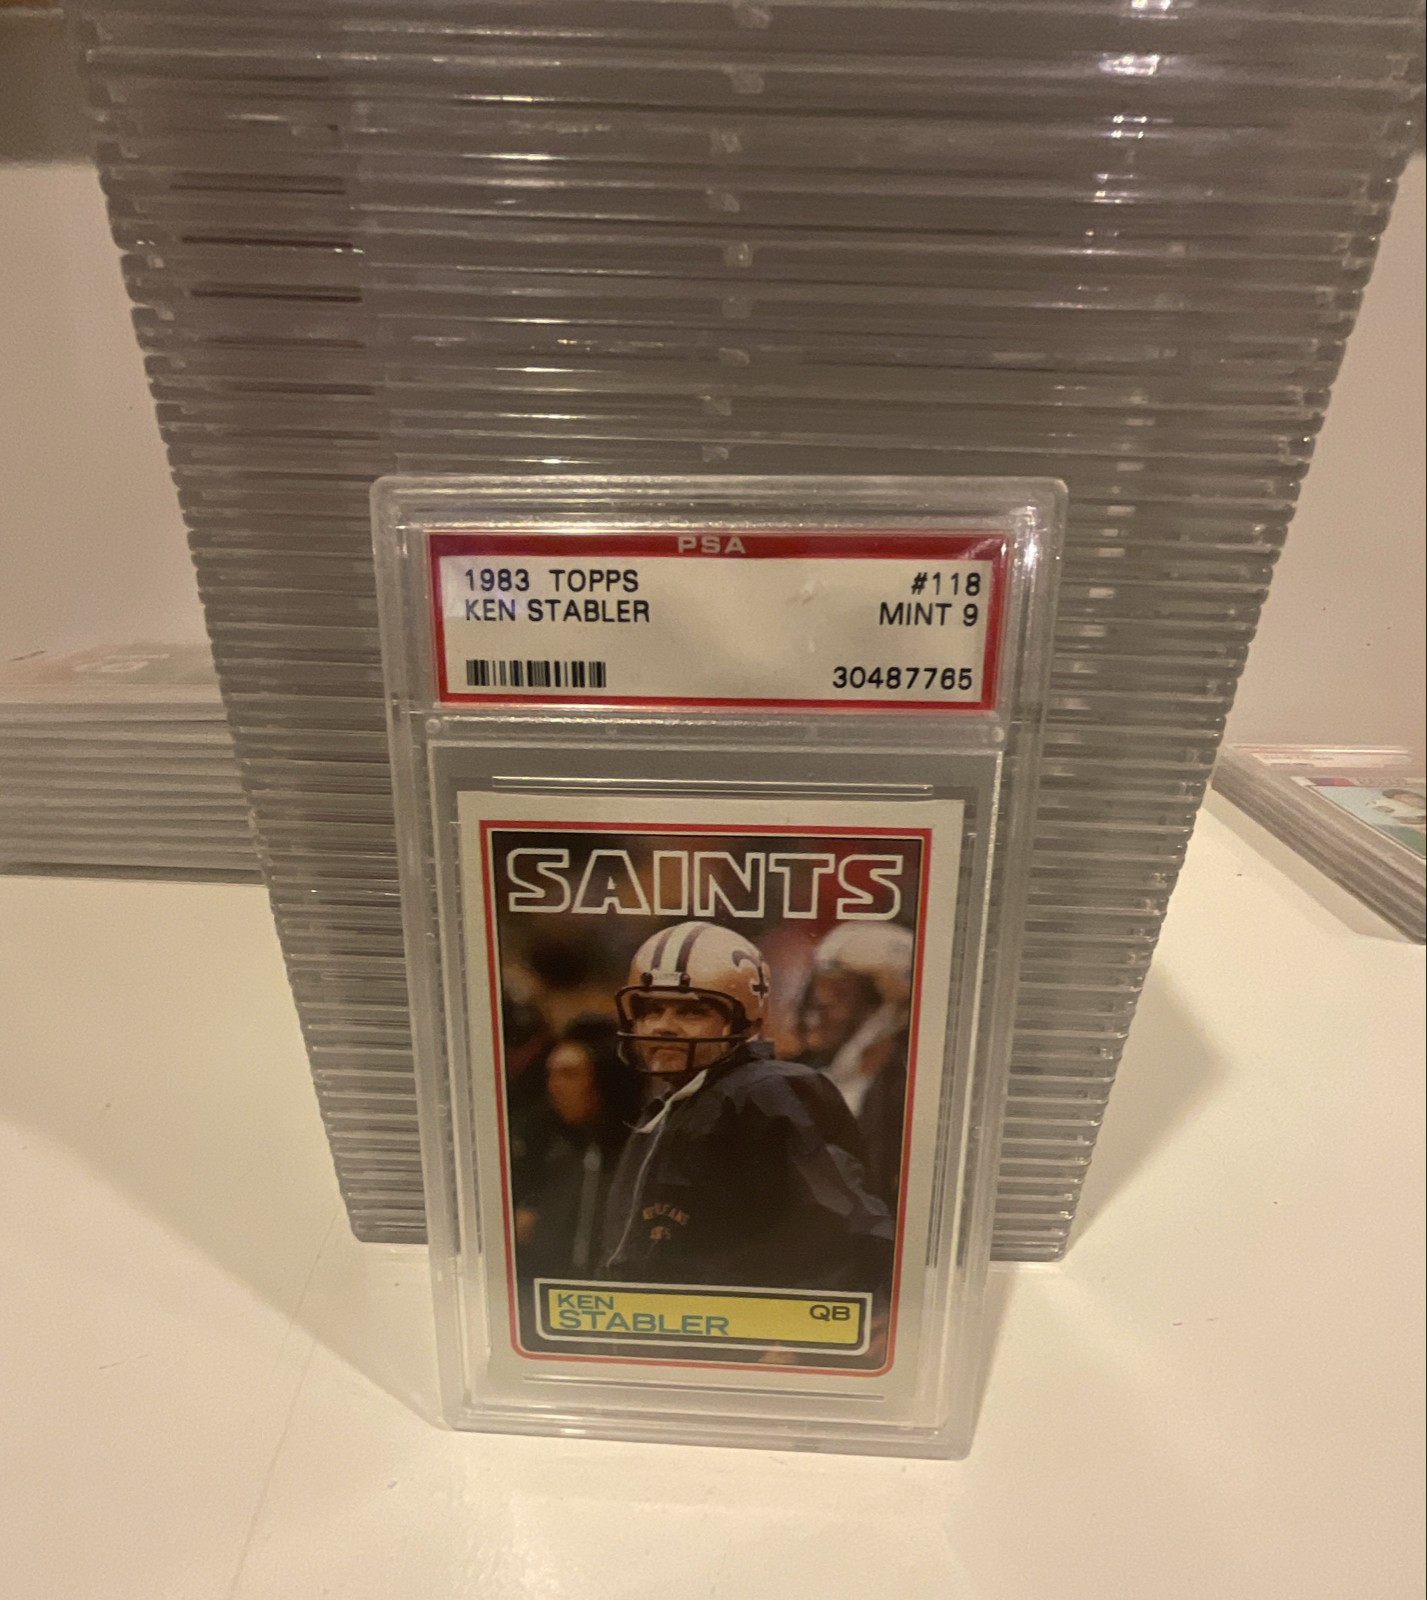 PSA
1983 TOPPS #118
KEN STABLER MINT 9
30487765
SAINTS
KEN
STABLER QB